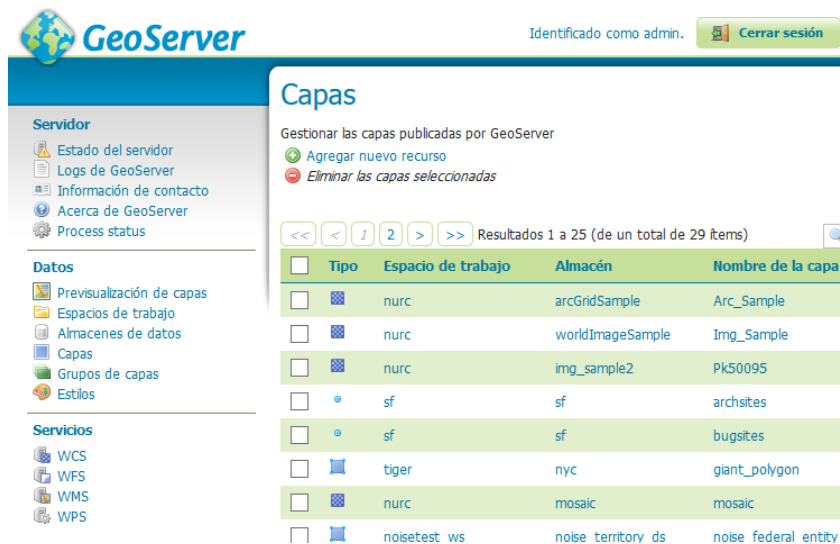 GeoServer
Identificado como admin.
Cerrar sesión
Servidor
Estado del servidor
Logs de GeoServer
Información de contacto
Acerca de GeoServer
Process status
Datos
Previsualización de capas
Espacios de trabajo
Almacenes de datos
Capas
Grupos de capas
Estilos
Servicios
WCS
WFS
WMS
WPS
Capas
Gestionar las capas publicadas por GeoServer
Agregar nuevo recurso
Eliminar las capas seleccionadas
<< < 1 2 > >> Resultados 1 a 25 (de un total de 29 ítems)
Tipo Espacio de trabajo Almacén Nombre de la capa
nurc arcGridSample Arc_Sample
nurc worldImageSample Img_Sample
nurc img_sample2 Pk50095
sf sf archsites
sf sf bugsites
tiger nyc giant_polygon
nurc mosaic mosaic
noisetest_ws noise_territory_ds noise_federal_entity